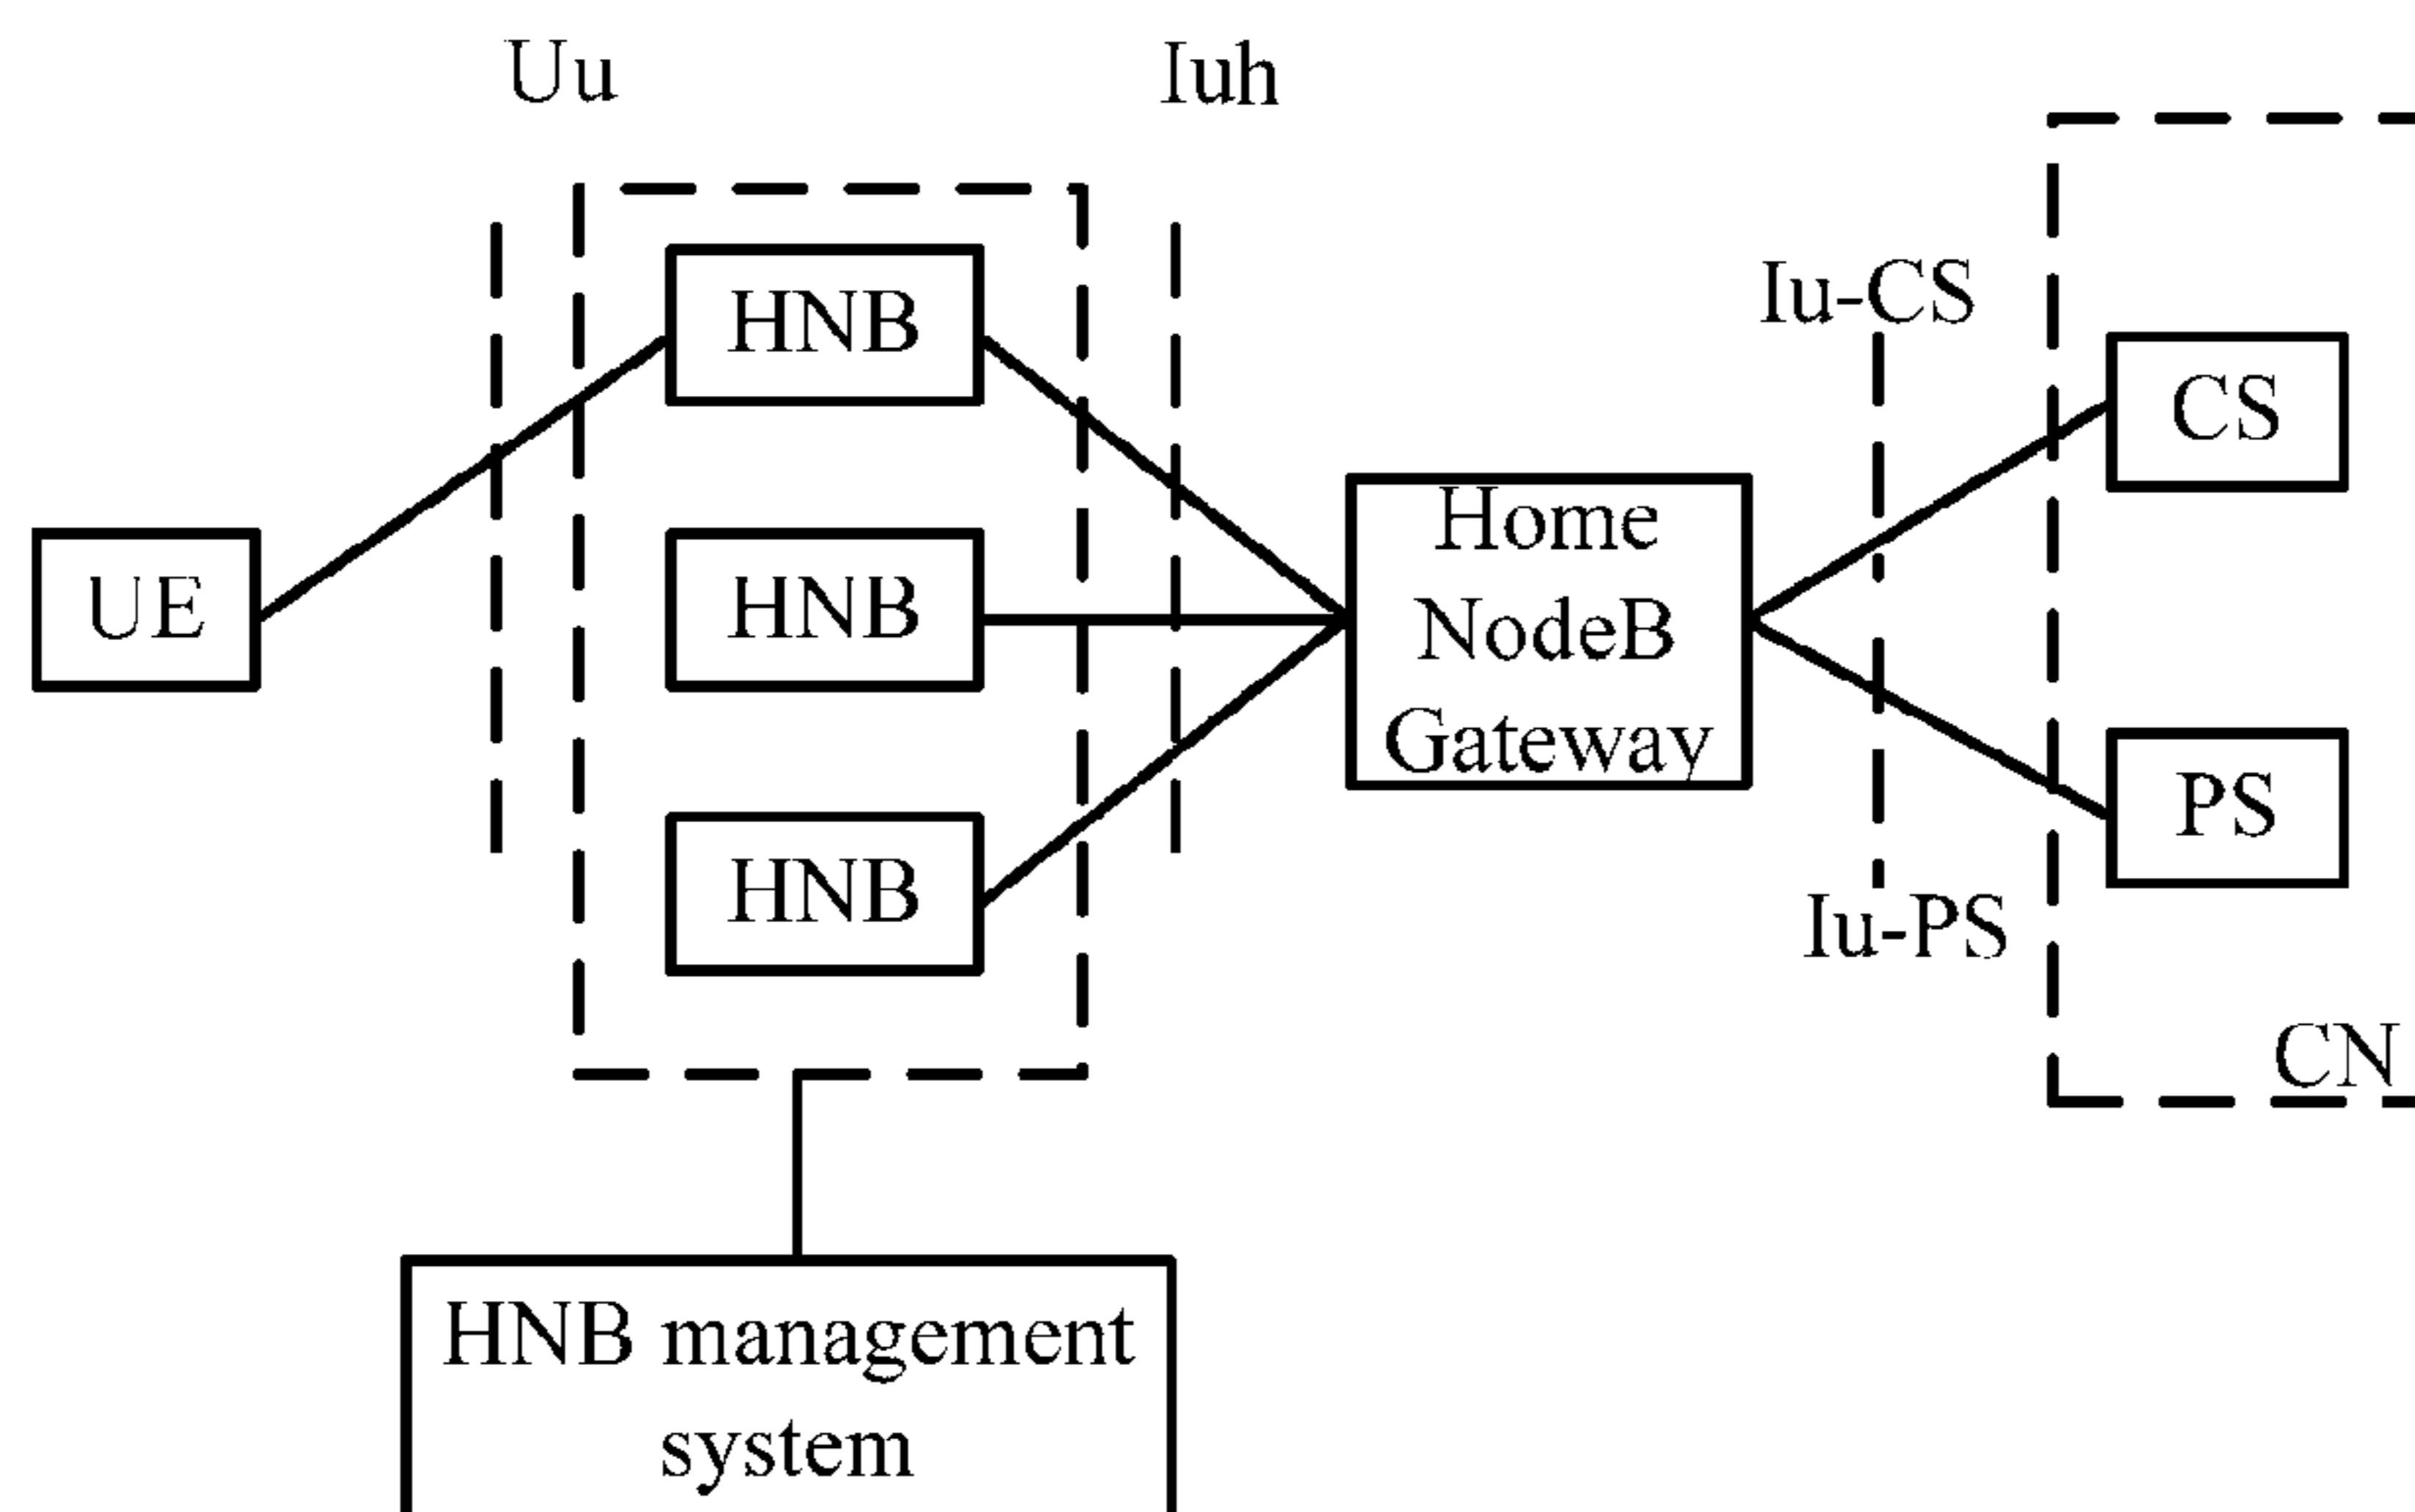 Uu
Iuh
HNB
Iu-CS
CS
UE
HNB
Home
NodeB
Gateway
PS
HNB
Iu-PS
CN
HNB management
system